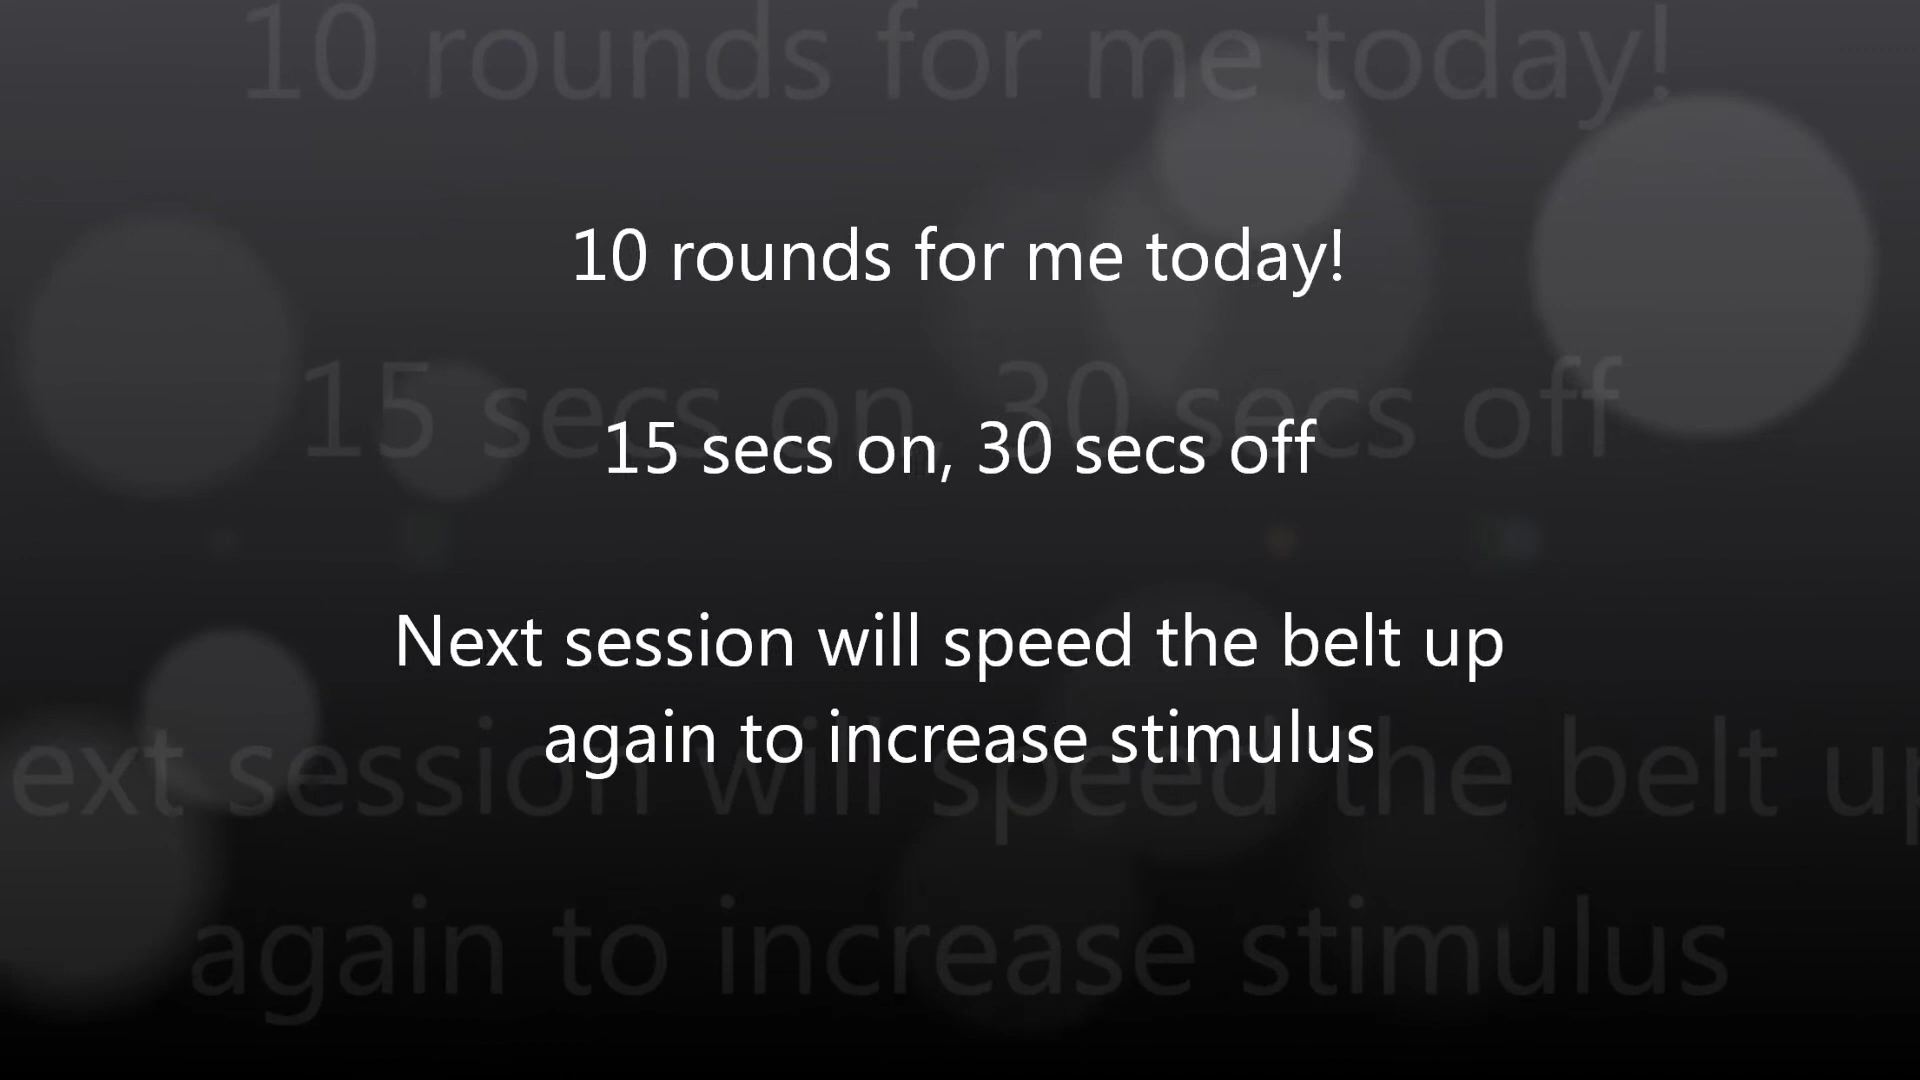 10 rounds for me today!
15 secs on, 30 secs off
Next session will speed the belt up
again to increase stimulus